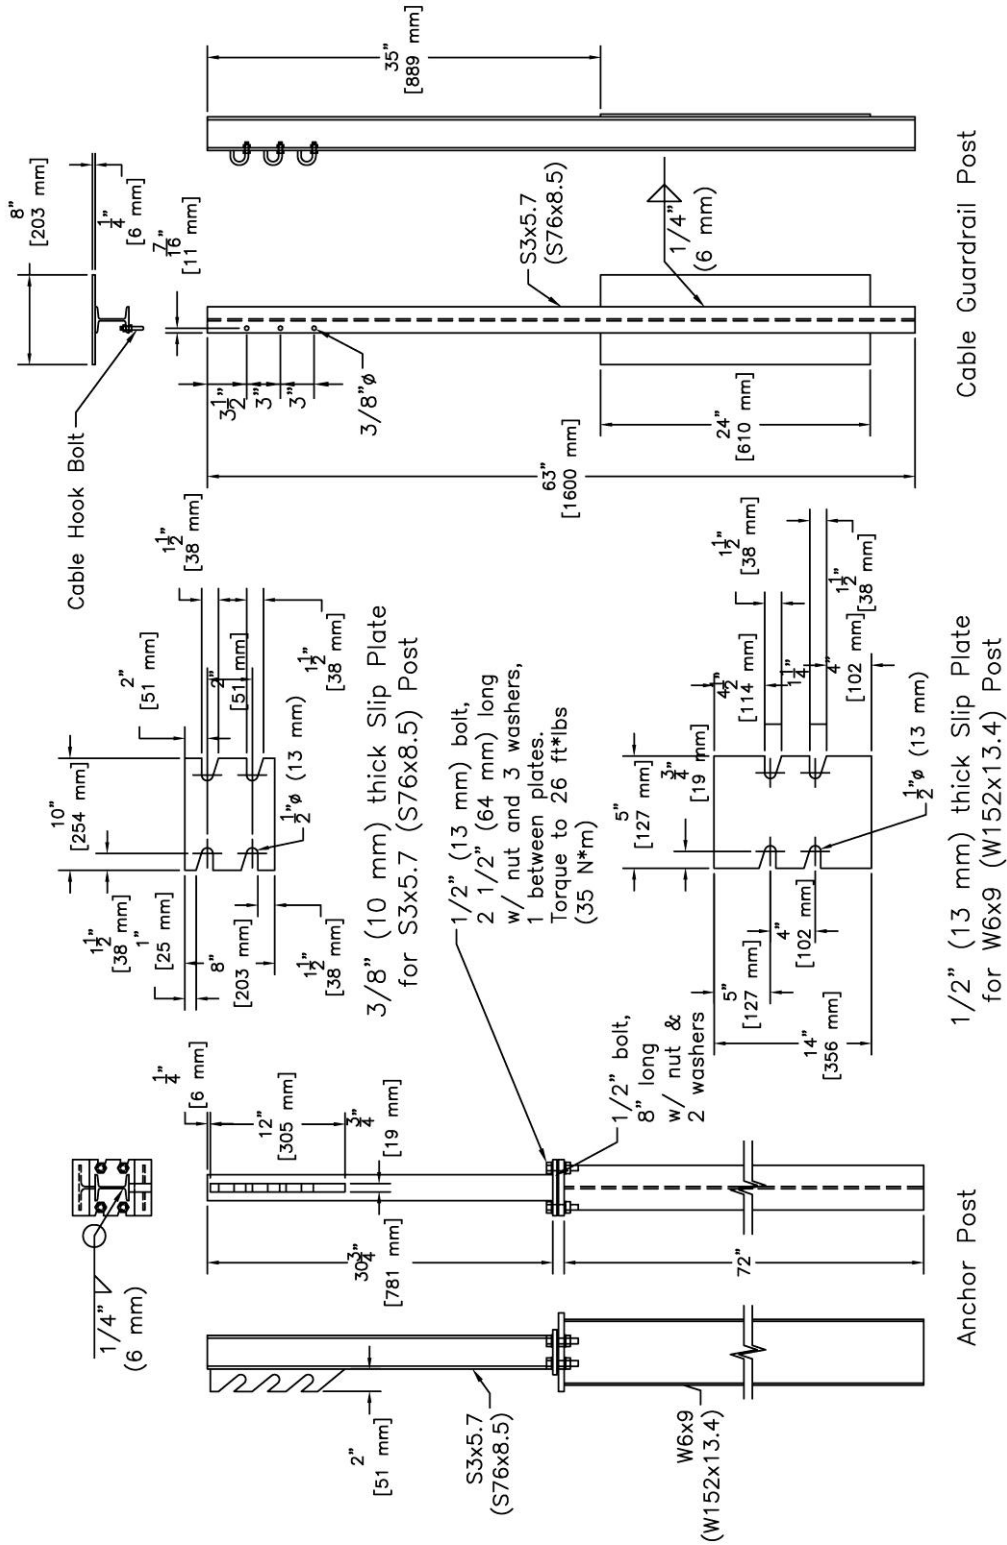 8"
[203 mm]
1/4"
[6 mm]
7/16"
[11 mm]
Cable Hook Bolt
35"
[889 mm]
3 1/2"
3"
3"
3/8"ø
S3x5.7
(S76x8.5)
1/4"
(6 mm)
63"
[1600 mm]
24"
[610 mm]
Cable Guardrail Post
10"
[254 mm]
2"
[51 mm]
1 1/2"
[38 mm]
2"
[51 mm]
1 1/2"
[38 mm]
1/2"ø (13 mm)
1 1/2"
[38 mm]
1"
[25 mm]
8"
[203 mm]
1 1/2"
[38 mm]
3/8" (10 mm) thick Slip Plate
for S3x5.7 (S76x8.5) Post
1/2" (13 mm) bolt,
2 1/2" (64 mm) long
w/ nut and 3 washers,
1 between plates.
Torque to 26 ft*lbs
(35 N*m)
1 1/2"
[38 mm]
4 1/2"
[114 mm]
1/4"
4"
[102 mm]
1 1/2"
[38 mm]
3/4"
[19 mm]
5"
[127 mm]
1/2"ø (13 mm)
5"
[127 mm]
4"
[102 mm]
14"
[356 mm]
1/2" (13 mm) thick Slip Plate
for W6x9 (W152x13.4) Post
1/4"
(6 mm)
1/4"
[6 mm]
12"
[305 mm]
3/4"
[19 mm]
30 3/4"
[781 mm]
1/2" bolt,
8" long
w/ nut &
2 washers
72"
2"
[51 mm]
S3x5.7
(S76x8.5)
W6x9
(W152x13.4)
Anchor Post